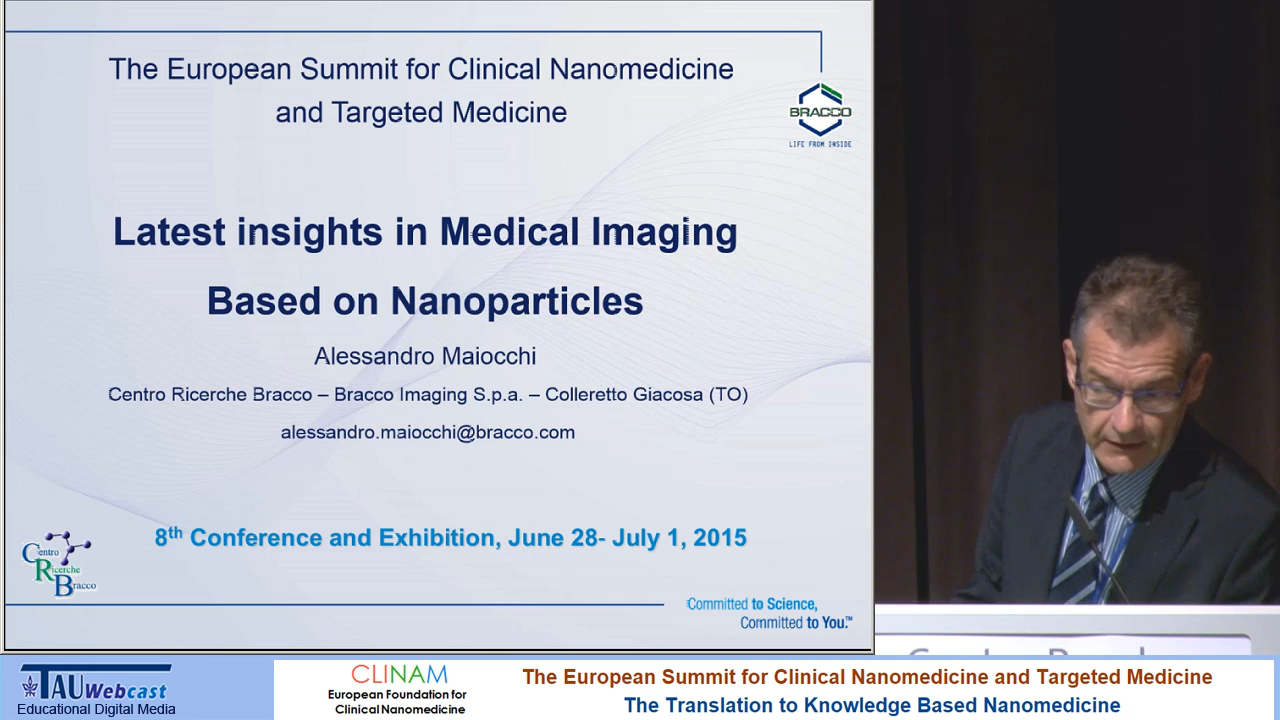 The European Summit for Clinical Nanomedicine
and Targeted Medicine
BRACCO
LIFE FROM INSIDE
Latest insights in Medical Imaging
Based on Nanoparticles
Alessandro Maiocchi
Centro Ricerche Bracco – Bracco Imaging S.p.a. – Colleretto Giacosa (TO)
alessandro.maiocchi@bracco.com
8th Conference and Exhibition, June 28- July 1, 2015
Centro
Ricerche
Bracco
Committed to Science,
Committed to You.™
TAU Webcast
Educational Digital Media
CLINAM
European Foundation for
Clinical Nanomedicine
The European Summit for Clinical Nanomedicine and Targeted Medicine
The Translation to Knowledge Based Nanomedicine